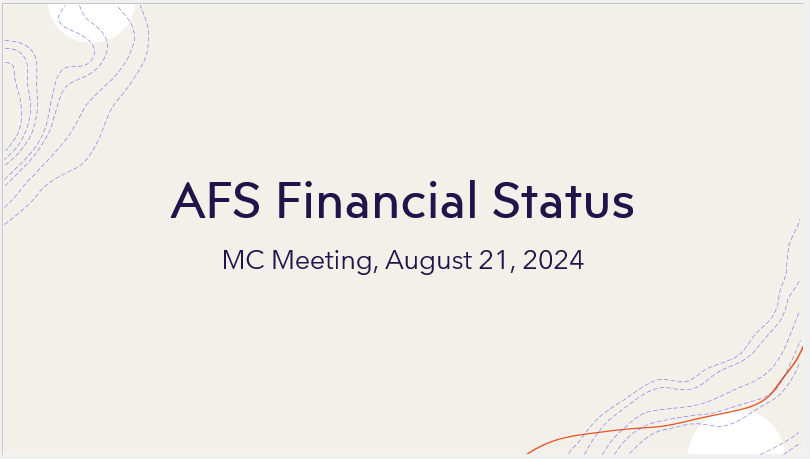 AFS Financial Status
MC Meeting, August 21, 2024